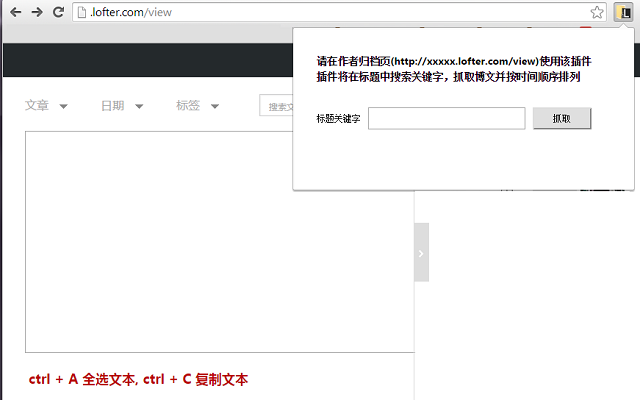 .lofter.com/view
请在作者归档页(http://xxxxx.lofter.com/view)使用该插件
插件将在标题中搜索关键字，抓取博文并按时间顺序排列
标题关键字 抓取
文章 日期 标签 搜索文
ctrl + A 全选文本, ctrl + C 复制文本